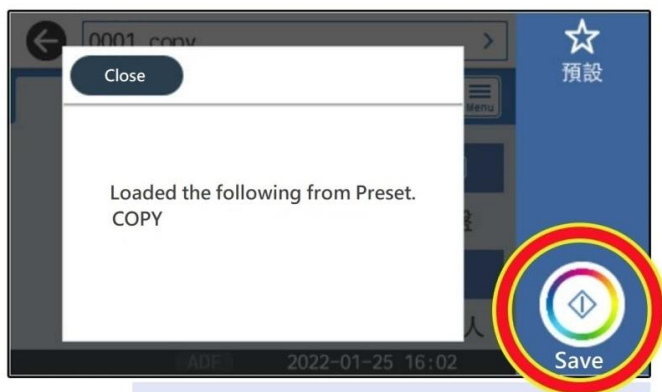 0001 copy
預設
Close
Menu
Loaded the following from Preset.
COPY
Save
2022-01-25 16:02